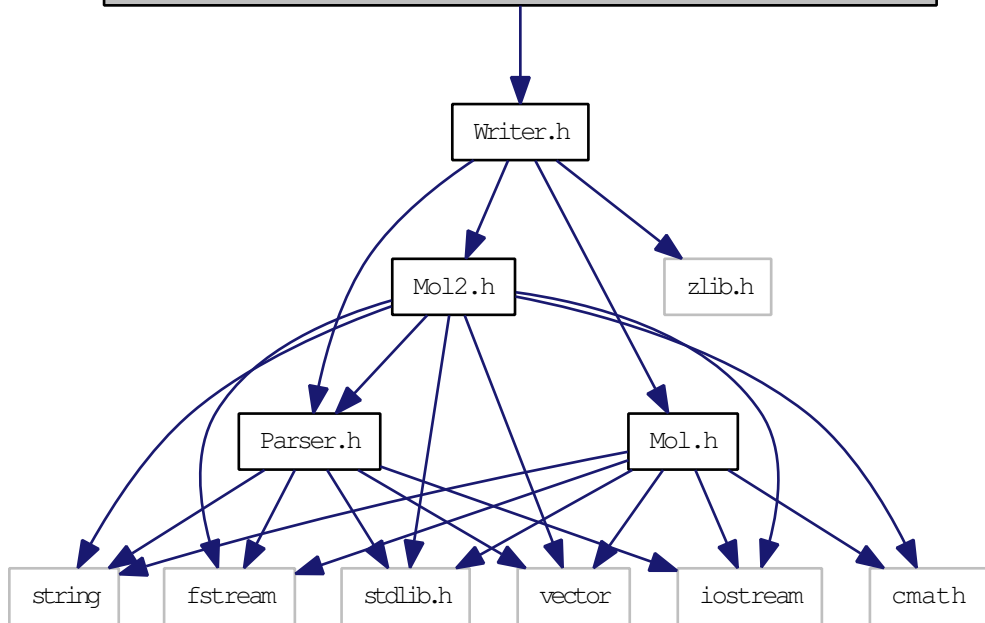 Writer.h
Mol2.h
zlib.h
Parser.h
Mol.h
string
fstream
stdlib.h
vector
iostream
cmath